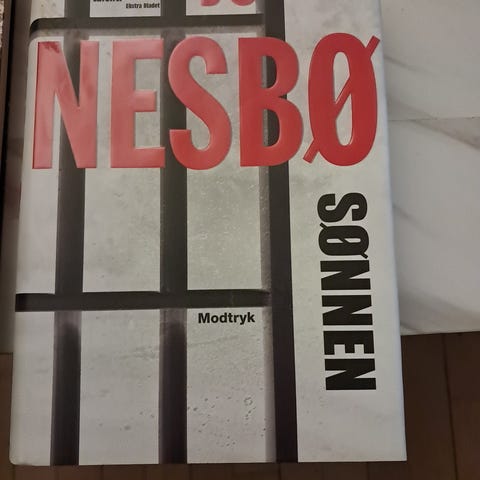 Ekstra Bladet
NESBØ
SØNNEN
Modtryk